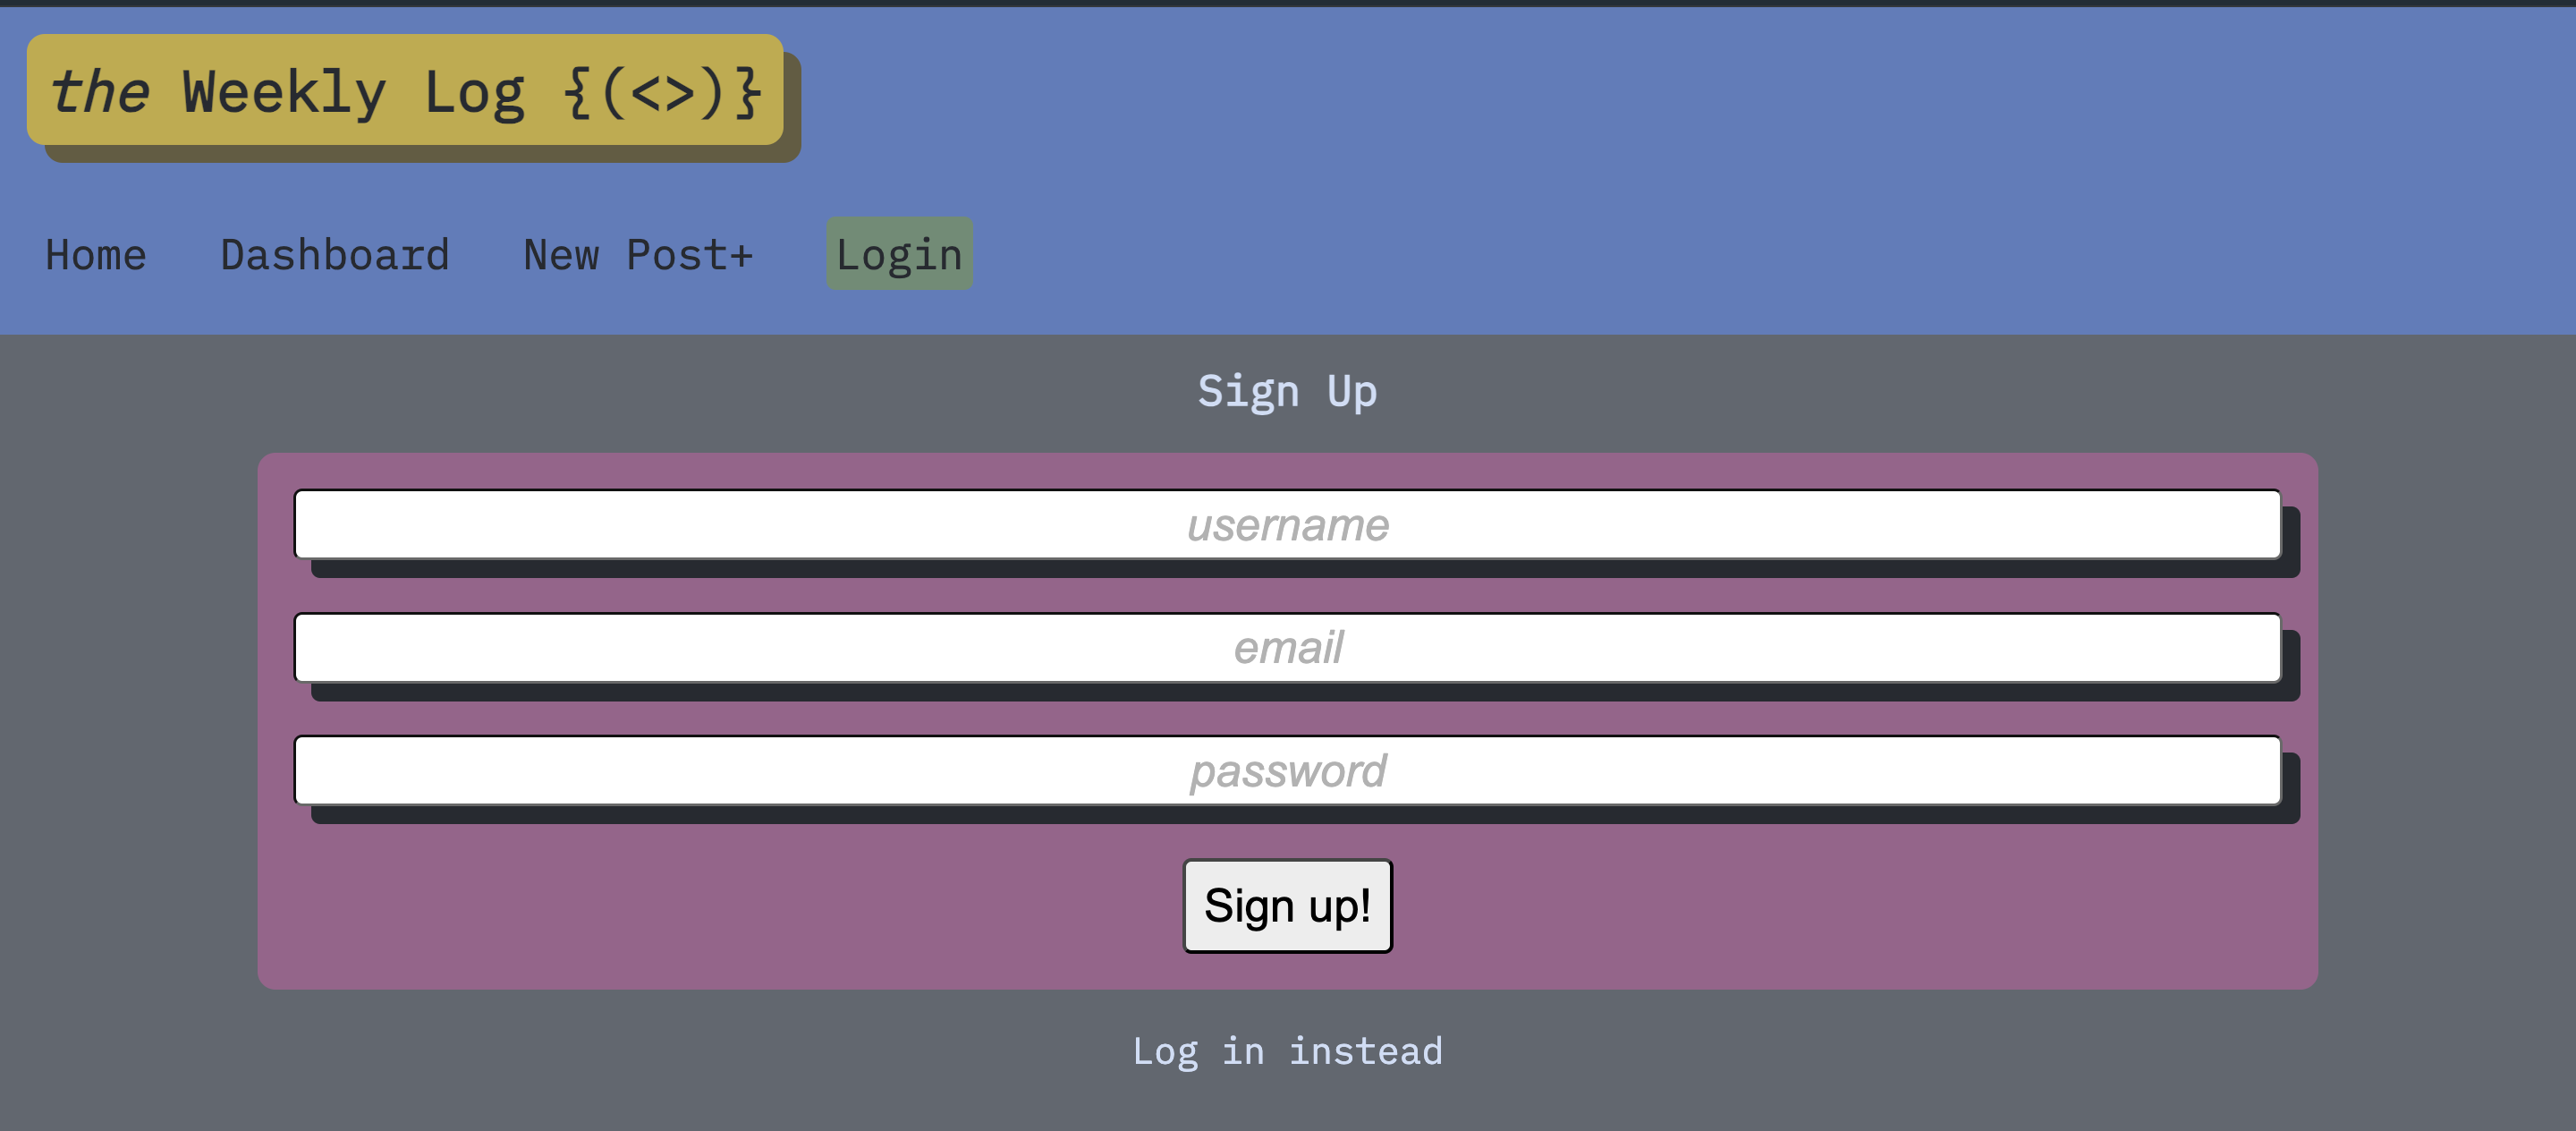 the Weekly Log {(<>)}
Home Dashboard New Post+ Login
Sign Up
username
email
password
Sign up!
Log in instead